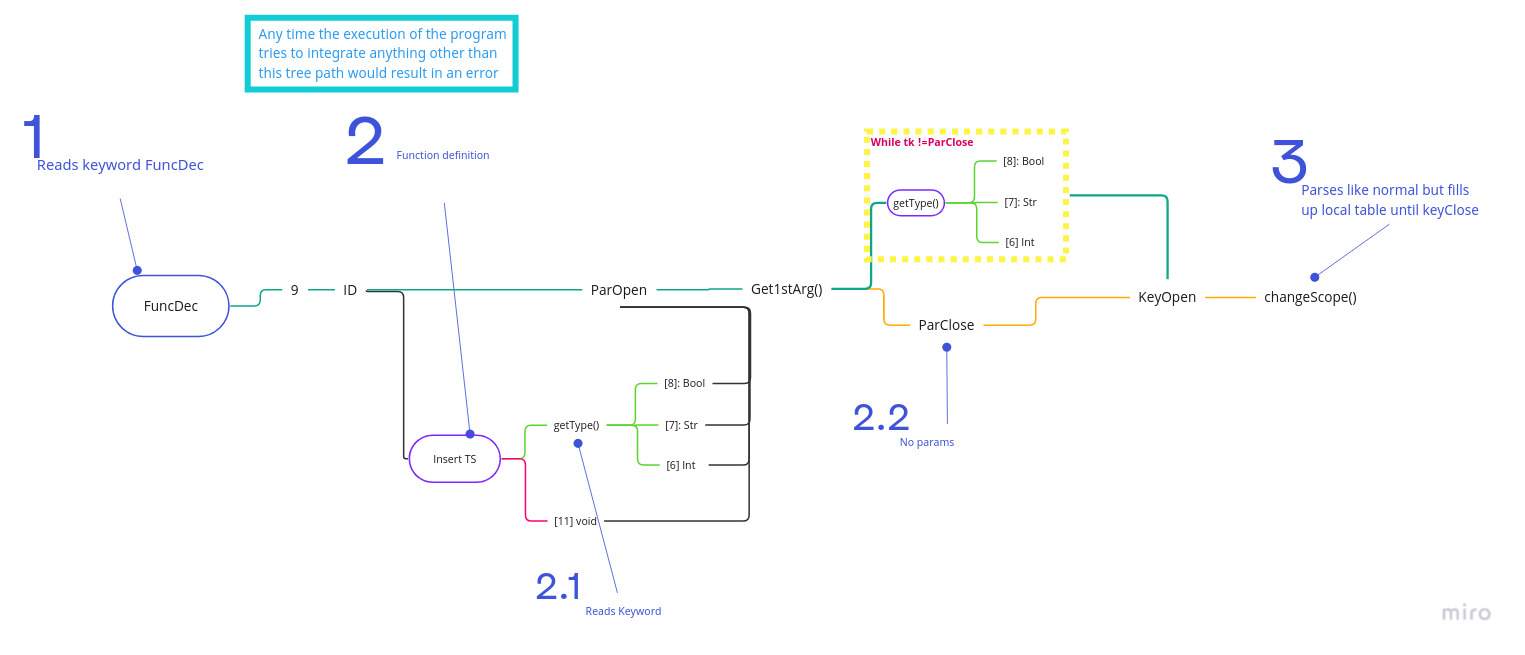 Any time the execution of the program
tries to integrate anything other than
this tree path would result in an error
1
Reads keyword FuncDec
2
Function definition
While tk !=ParClose
[8]: Bool
getType()
[7]: Str
[6] Int
3
Parses like normal but fills
up local table until keyClose
FuncDec
9
ID
ParOpen
Get1stArg()
ParClose
KeyOpen
changeScope()
Insert TS
getType()
[8]: Bool
[7]: Str
[6] Int
[11] void
2.2
No params
2.1
Reads Keyword
miro